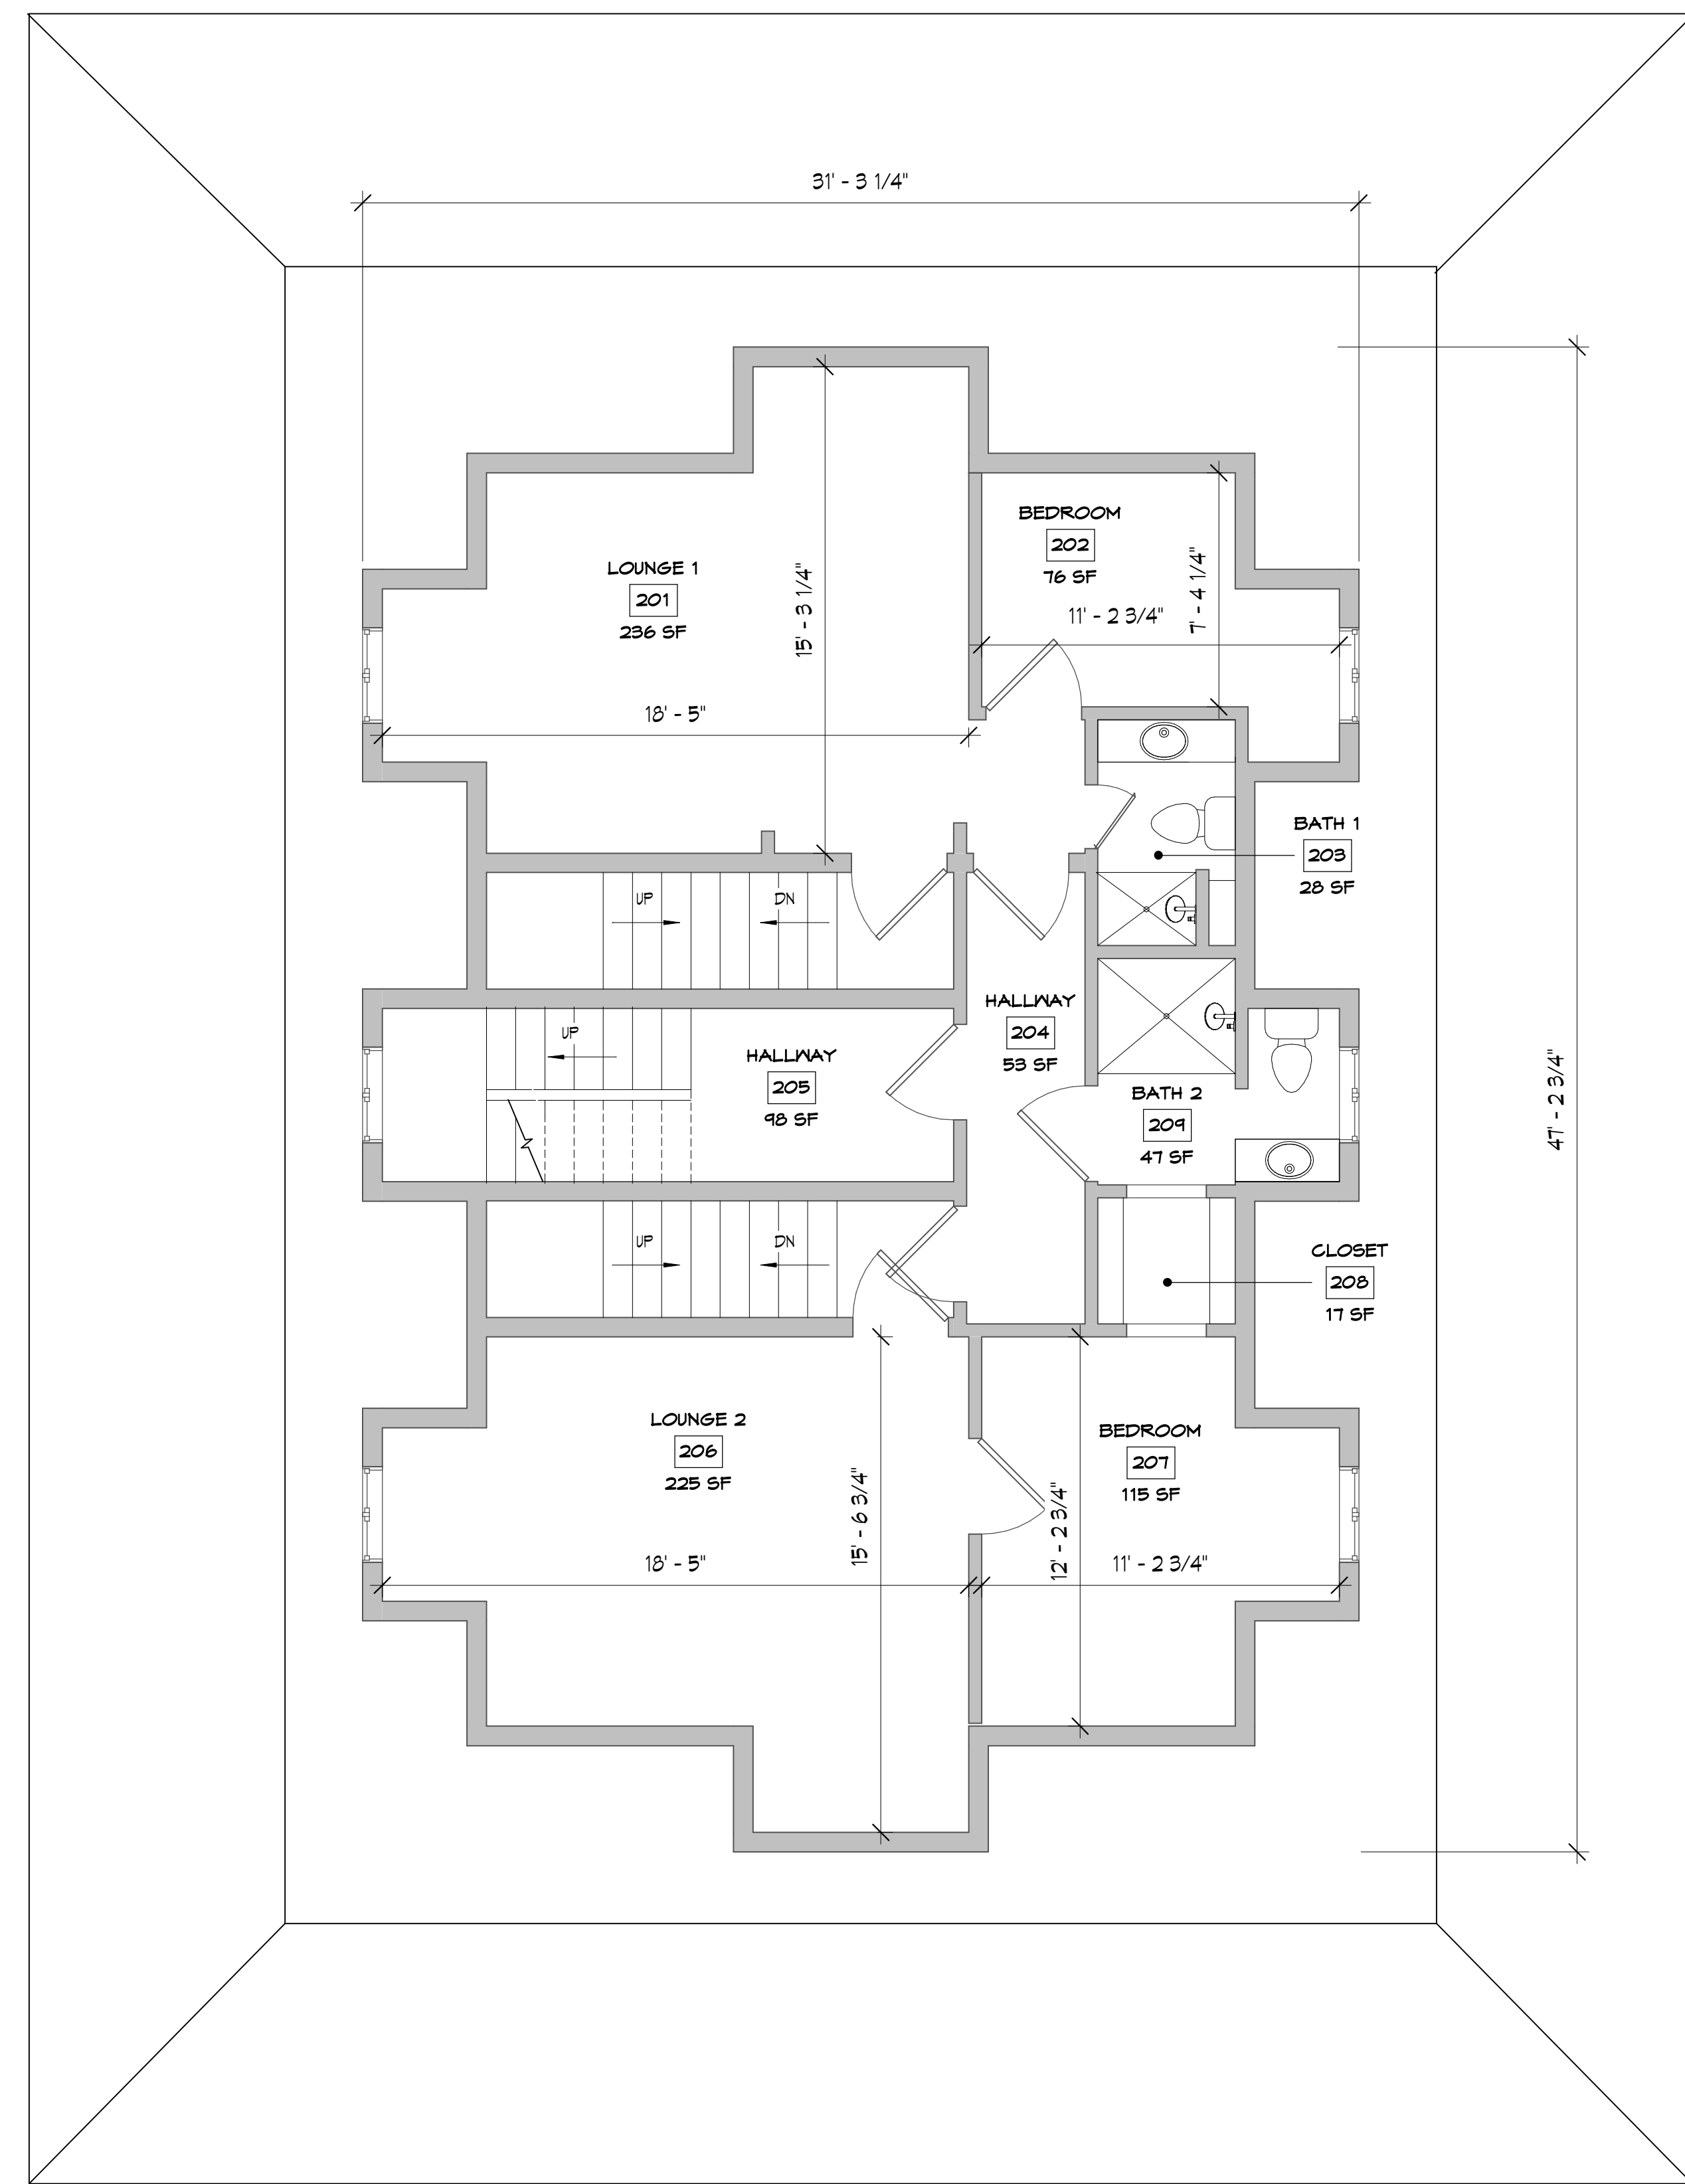 31' - 3 1/4"
BEDROOM
202
76 SF
LOUNGE 1
201
236 SF
15' - 3 1/4"
7' - 4 1/4"
11' - 2 3/4"
18' - 5"
BATH 1
203
28 SF
UP
DN
HALLWAY
204
53 SF
UP
HALLWAY
205
98 SF
BATH 2
209
47 SF
47' - 2 3/4"
UP
DN
CLOSET
208
17 SF
LOUNGE 2
206
225 SF
BEDROOM
207
115 SF
15' - 6 3/4"
12' - 2 3/4"
18' - 5"
11' - 2 3/4"